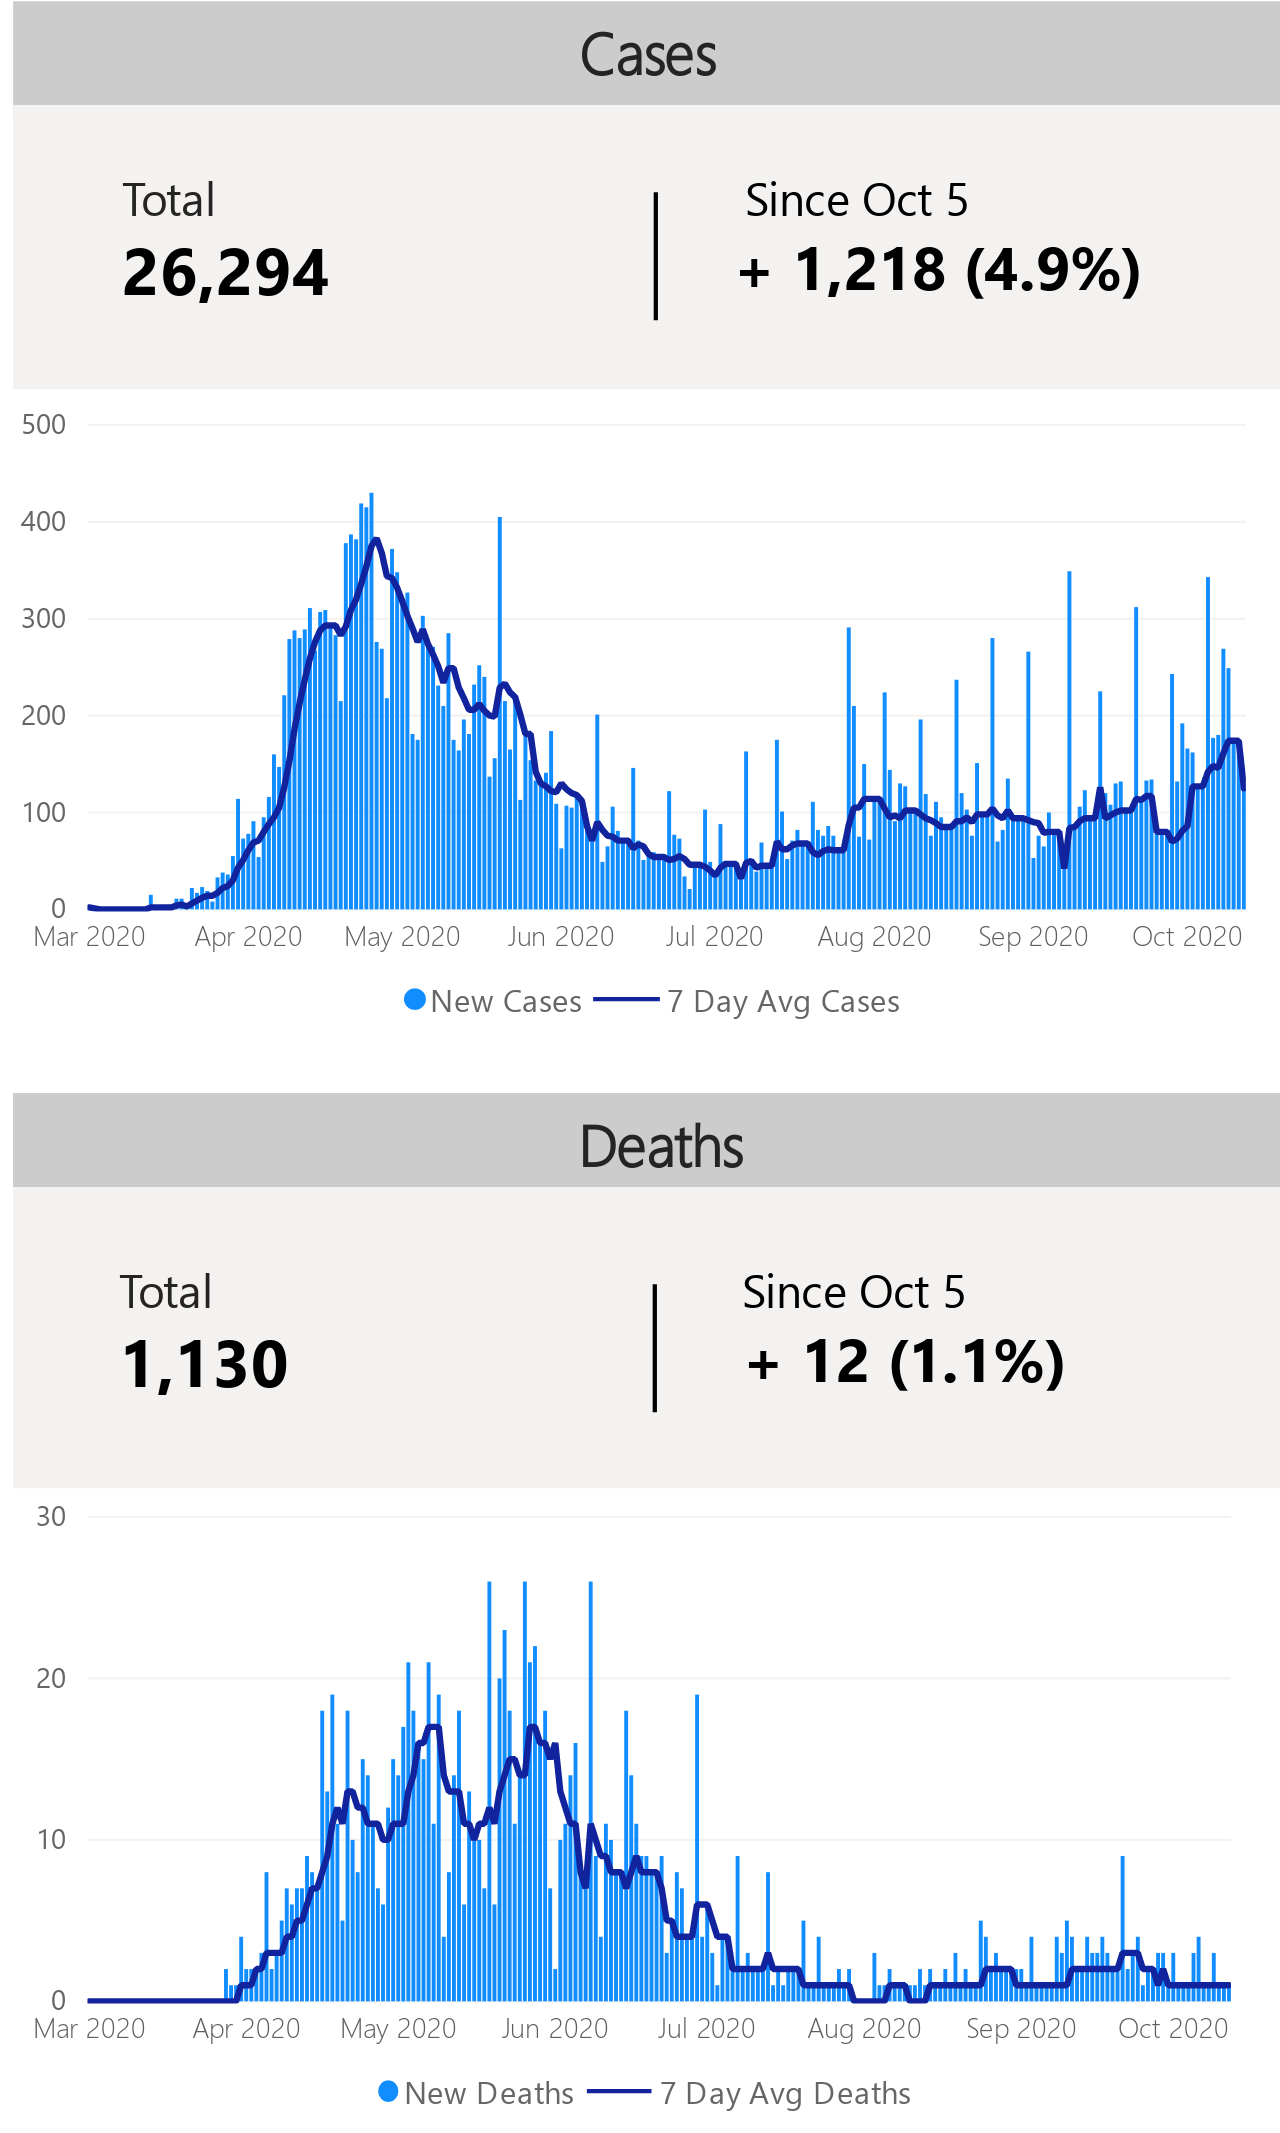 Cases
Total
26,294
Since Oct 5
+ 1,218 (4.9%)
500
400
300
200
100
0
Mar 2020 Apr 2020 May 2020 Jun 2020 Jul 2020 Aug 2020 Sep 2020 Oct 2020
New Cases 7 Day Avg Cases
Deaths
Total
1,130
Since Oct 5
+ 12 (1.1%)
30
20
10
0
Mar 2020 Apr 2020 May 2020 Jun 2020 Jul 2020 Aug 2020 Sep 2020 Oct 2020
New Deaths 7 Day Avg Deaths